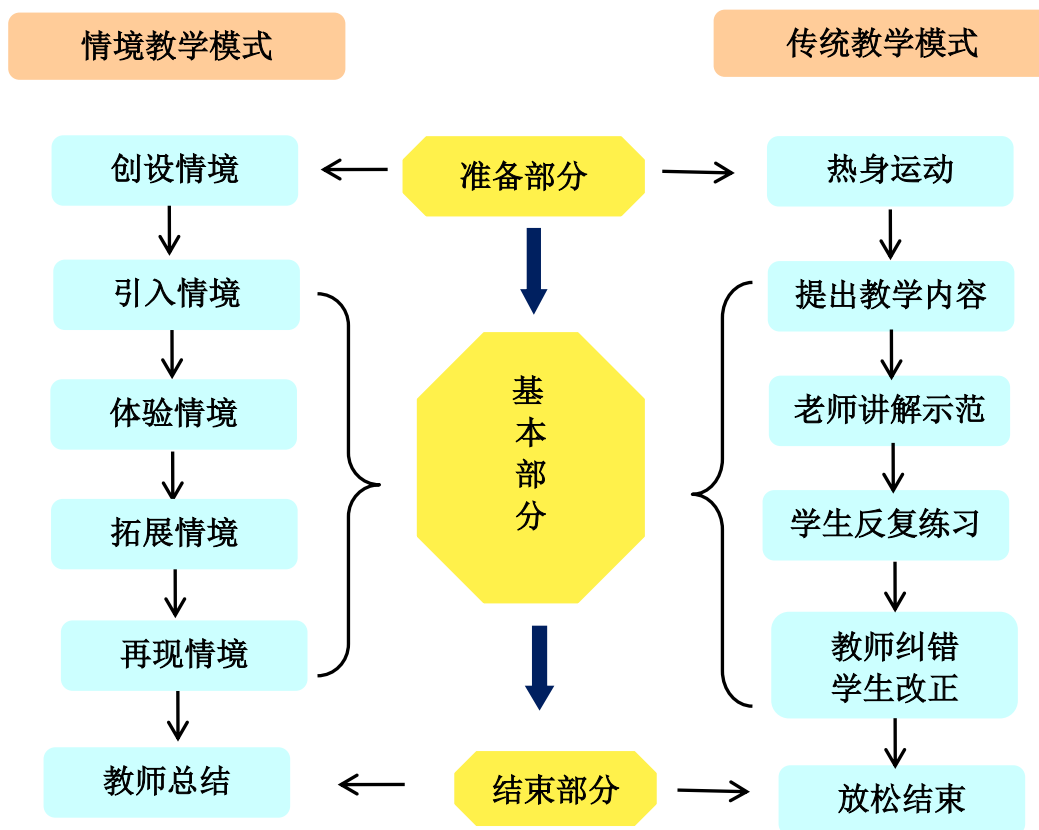 情境教学模式
传统教学模式
创设情境
准备部分
热身运动
引入情境
提出教学内容
体验情境
基
本
部
分
老师讲解示范
拓展情境
学生反复练习
再现情境
教师纠错
学生改正
教师总结
结束部分
放松结束